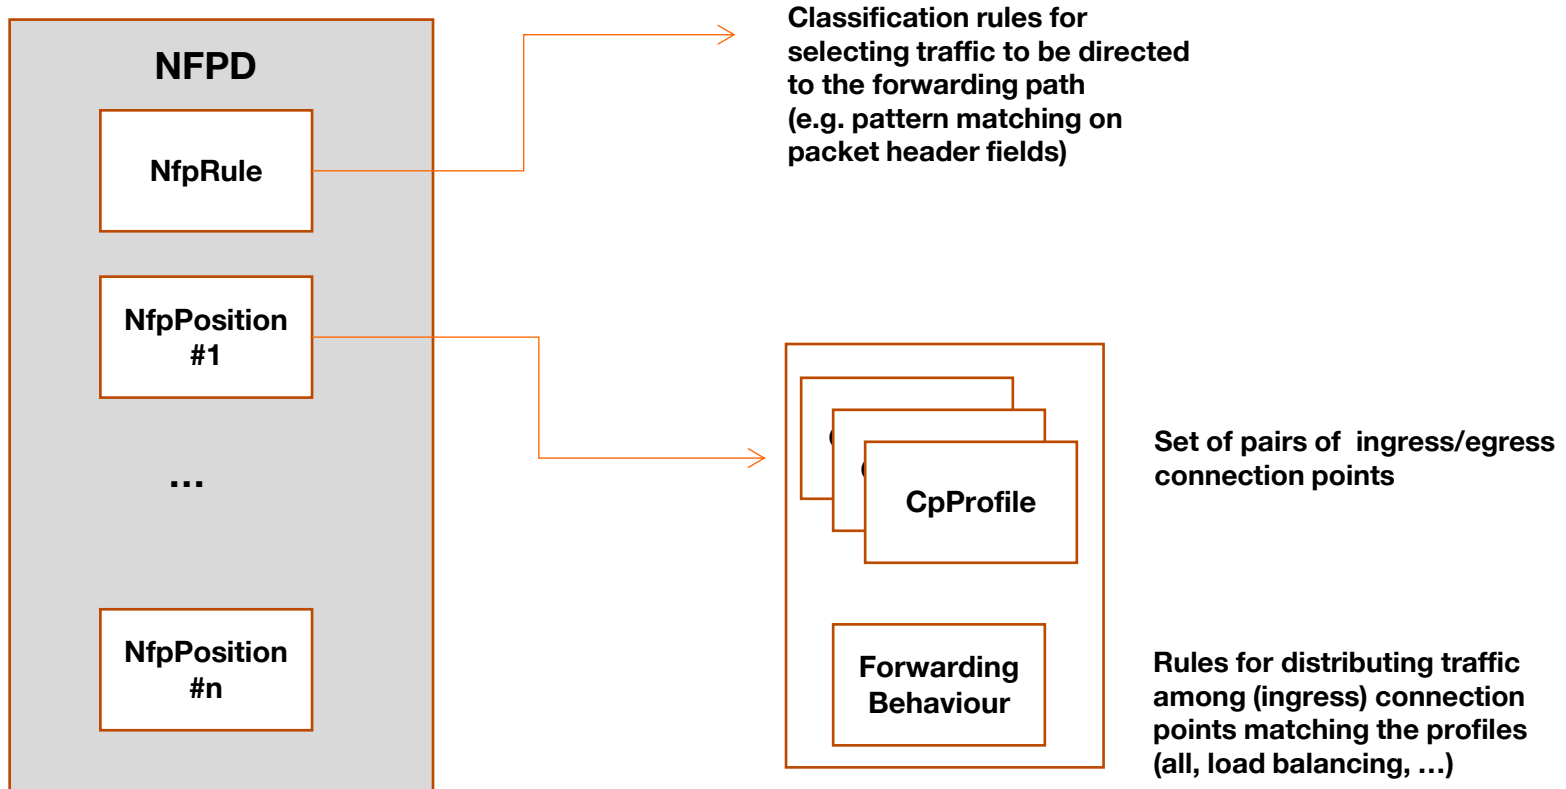 NFPD
NfpRule
NfpPosition
#1
...
NfpPosition
#n
Classification rules for
selecting traffic to be directed
to the forwarding path
(e.g. pattern matching on
packet header fields)
CpProfile
Set of pairs of  ingress/egress
connection points
Forwarding
Behaviour
Rules for distributing traffic
among (ingress) connection
points matching the profiles
(all, load balancing, …)